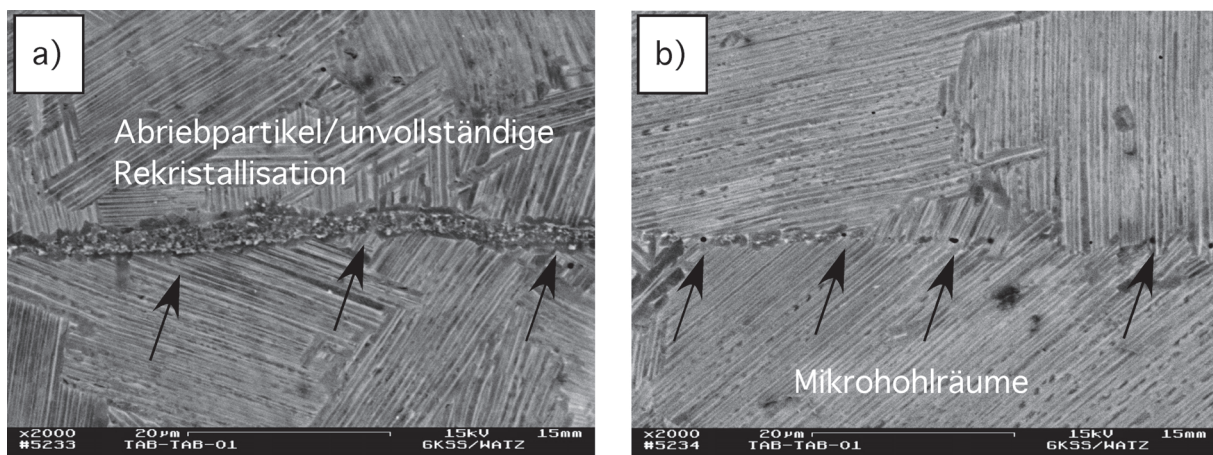 a)
Abriebpartikel/unvollständige
Rekristallisation
x2000 20µm 15kV 15mm
#5233 TAB-TAB-01 GKSS/WATZ
b)
Mikrohohlräume
x2000 20µm 15kV 15mm
#5234 TAB-TAB-01 GKSS/WATZ